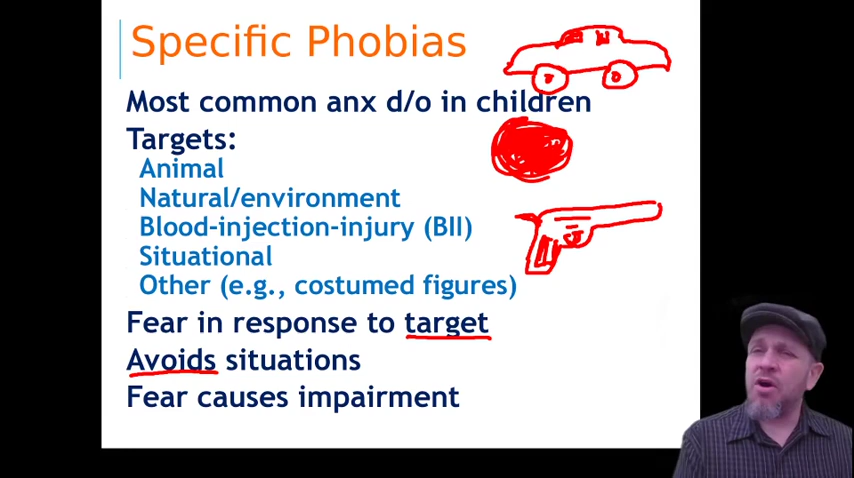 Specific Phobias
Most common anx d/o in children
Targets:
Animal
Natural/environment
Blood-injection-injury (BII)
Situational
Other (e.g., costumed figures)
Fear in response to target
Avoids situations
Fear causes impairment